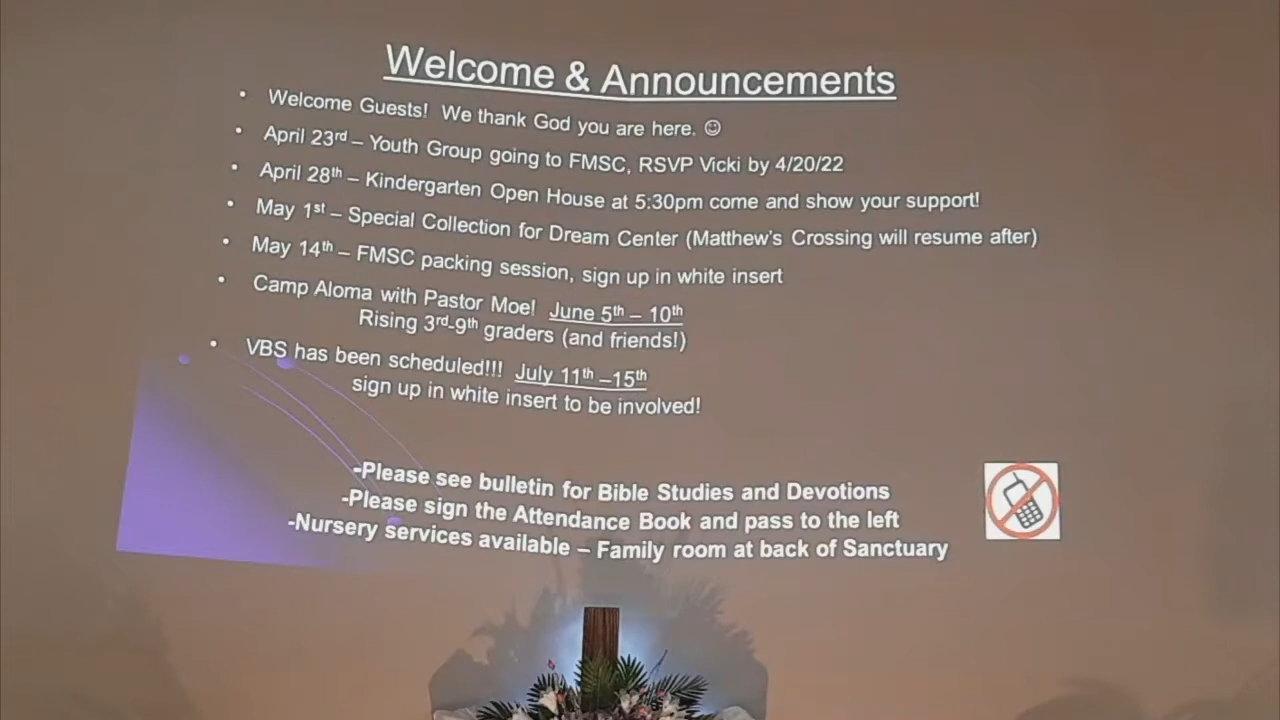 Welcome & Announcements
• Welcome Guests! We thank God you are here. ☺
• April 23rd – Youth Group going to FMSC, RSVP Vicki by 4/20/22
• April 28th – Kindergarten Open House at 5:30pm come and show your support!
• May 1st – Special Collection for Dream Center (Matthew's Crossing will resume after)
• May 14th – FMSC packing session, sign up in white insert
• Camp Aloma with Pastor Moe! June 5th – 10th
Rising 3rd-9th graders (and friends!)
• VBS has been scheduled!!! July 11th –15th
sign up in white insert to be involved!
-Please see bulletin for Bible Studies and Devotions
-Please sign the Attendance Book and pass to the left
-Nursery services available – Family room at back of Sanctuary